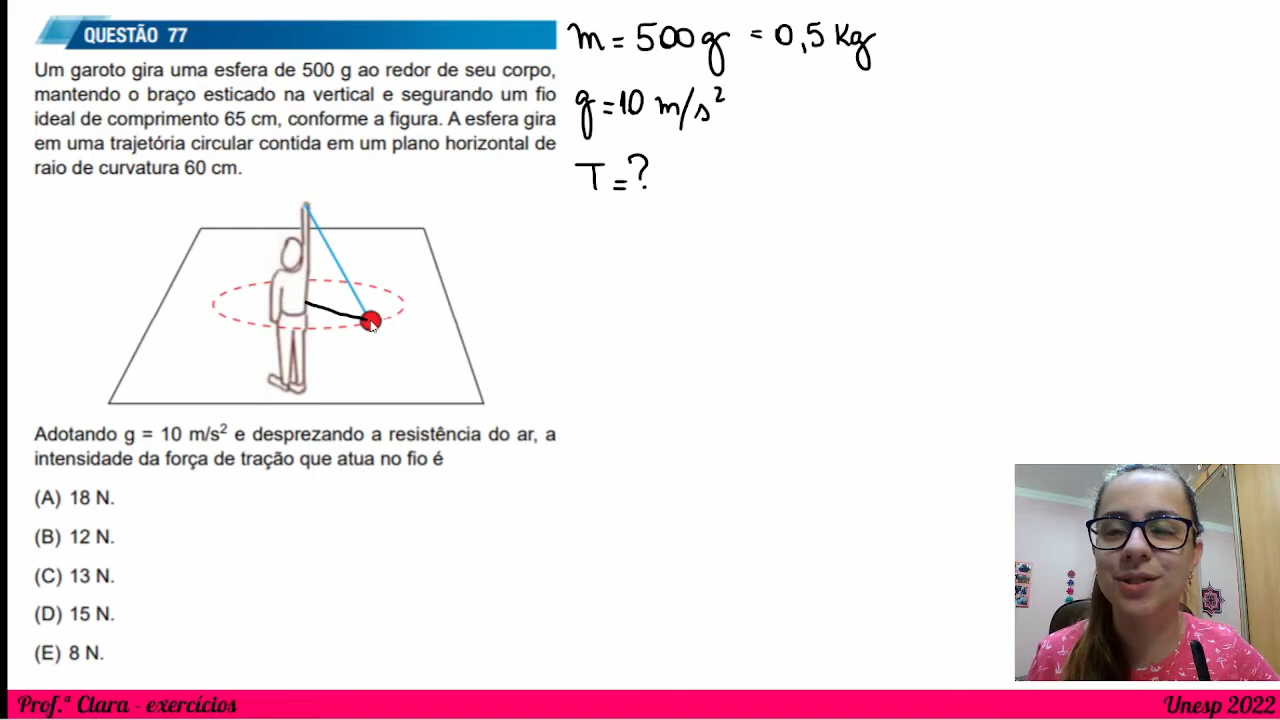 QUESTÃO 77
Um garoto gira uma esfera de 500 g ao redor de seu corpo,
mantendo o braço esticado na vertical e segurando um fio
ideal de comprimento 65 cm, conforme a figura. A esfera gira
em uma trajetória circular contida em um plano horizontal de
raio de curvatura 60 cm.
Adotando g = 10 m/s² e desprezando a resistência do ar, a
intensidade da força de tração que atua no fio é
(A) 18 N.
(B) 12 N.
(C) 13 N.
(D) 15 N.
(E) 8 N.
m = 500g = 0,5 Kg
g = 10 m/s²
T = ?
Prof.ª Clara - exercícios
Unesp 2022